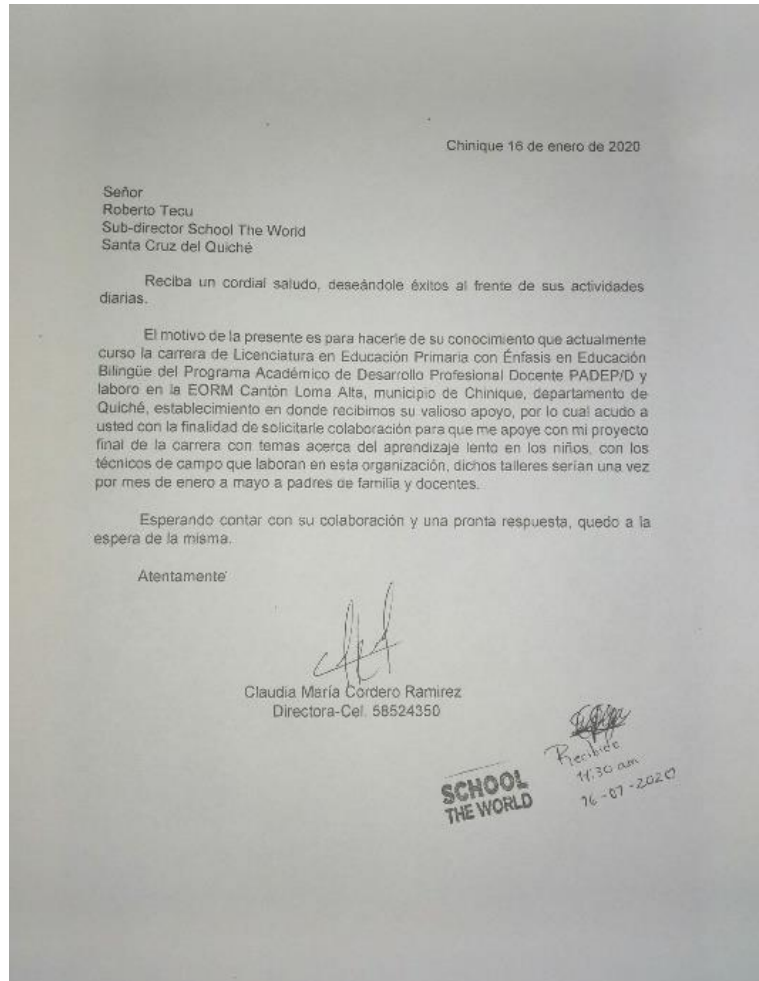 Chinique 16 de enero de 2020
Señor
Roberto Tecu
Sub-director School The World
Santa Cruz del Quiché
Reciba un cordial saludo, deseándole éxitos al frente de sus actividades
diarias.
El motivo de la presente es para hacerle de su conocimiento que actualmente
curso la carrera de Licenciatura en Educación Primaria con Énfasis en Educación
Bilingüe del Programa Académico de Desarrollo Profesional Docente PADEP/D y
laboro en la EORM Cantón Loma Alta, municipio de Chinique, departamento de
Quiché, establecimiento en donde recibimos su valioso apoyo, por lo cual acudo a
usted con la finalidad de solicitarle colaboración para que me apoye con mi proyecto
final de la carrera con temas acerca del aprendizaje lento en los niños, con los
técnicos de campo que laboran en esta organización, dichos talleres serían una vez
por mes de enero a mayo a padres de familia y docentes.
Esperando contar con su colaboración y una pronta respuesta, quedo a la
espera de la misma.
Atentamente
Claudia María Cordero Ramirez
Directora-Cel. 58524350
Recibido
11:30 am
16-01-2020
SCHOOL
THE WORLD